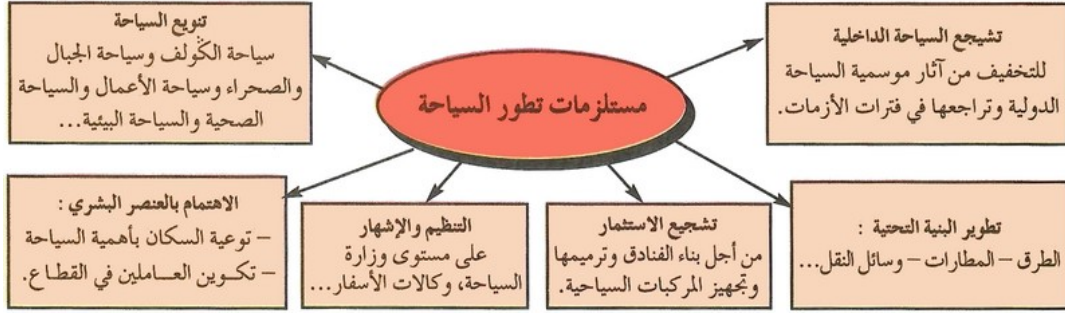 تشيجع السياحة الداخلية
للتخفيف من آثار موسمية السياحة
الدولية وتراجعها في فترات الأزمات.
مستلزمات تطور السياحة
تنويع السياحة
سياحة الكَولف وسياحة الجبال
والصحراء وسياحة الأعمال والسياحة
الصحية والسياحة البيئية...
تطوير البنية التحتية :
الطرق – المطارات – وسائل النقل...
تشجيع الاستثمار
من أجل بناء الفنادق وترميمها
وتجهيز المركبات السياحية.
التنظيم والإشهار
على مستوى وزارة
السياحة، وكالات الأسفار...
الاهتمام بالعنصر البشري :
– توعية السكان بأهمية السياحة
– تكوين العاملين في القطاع.